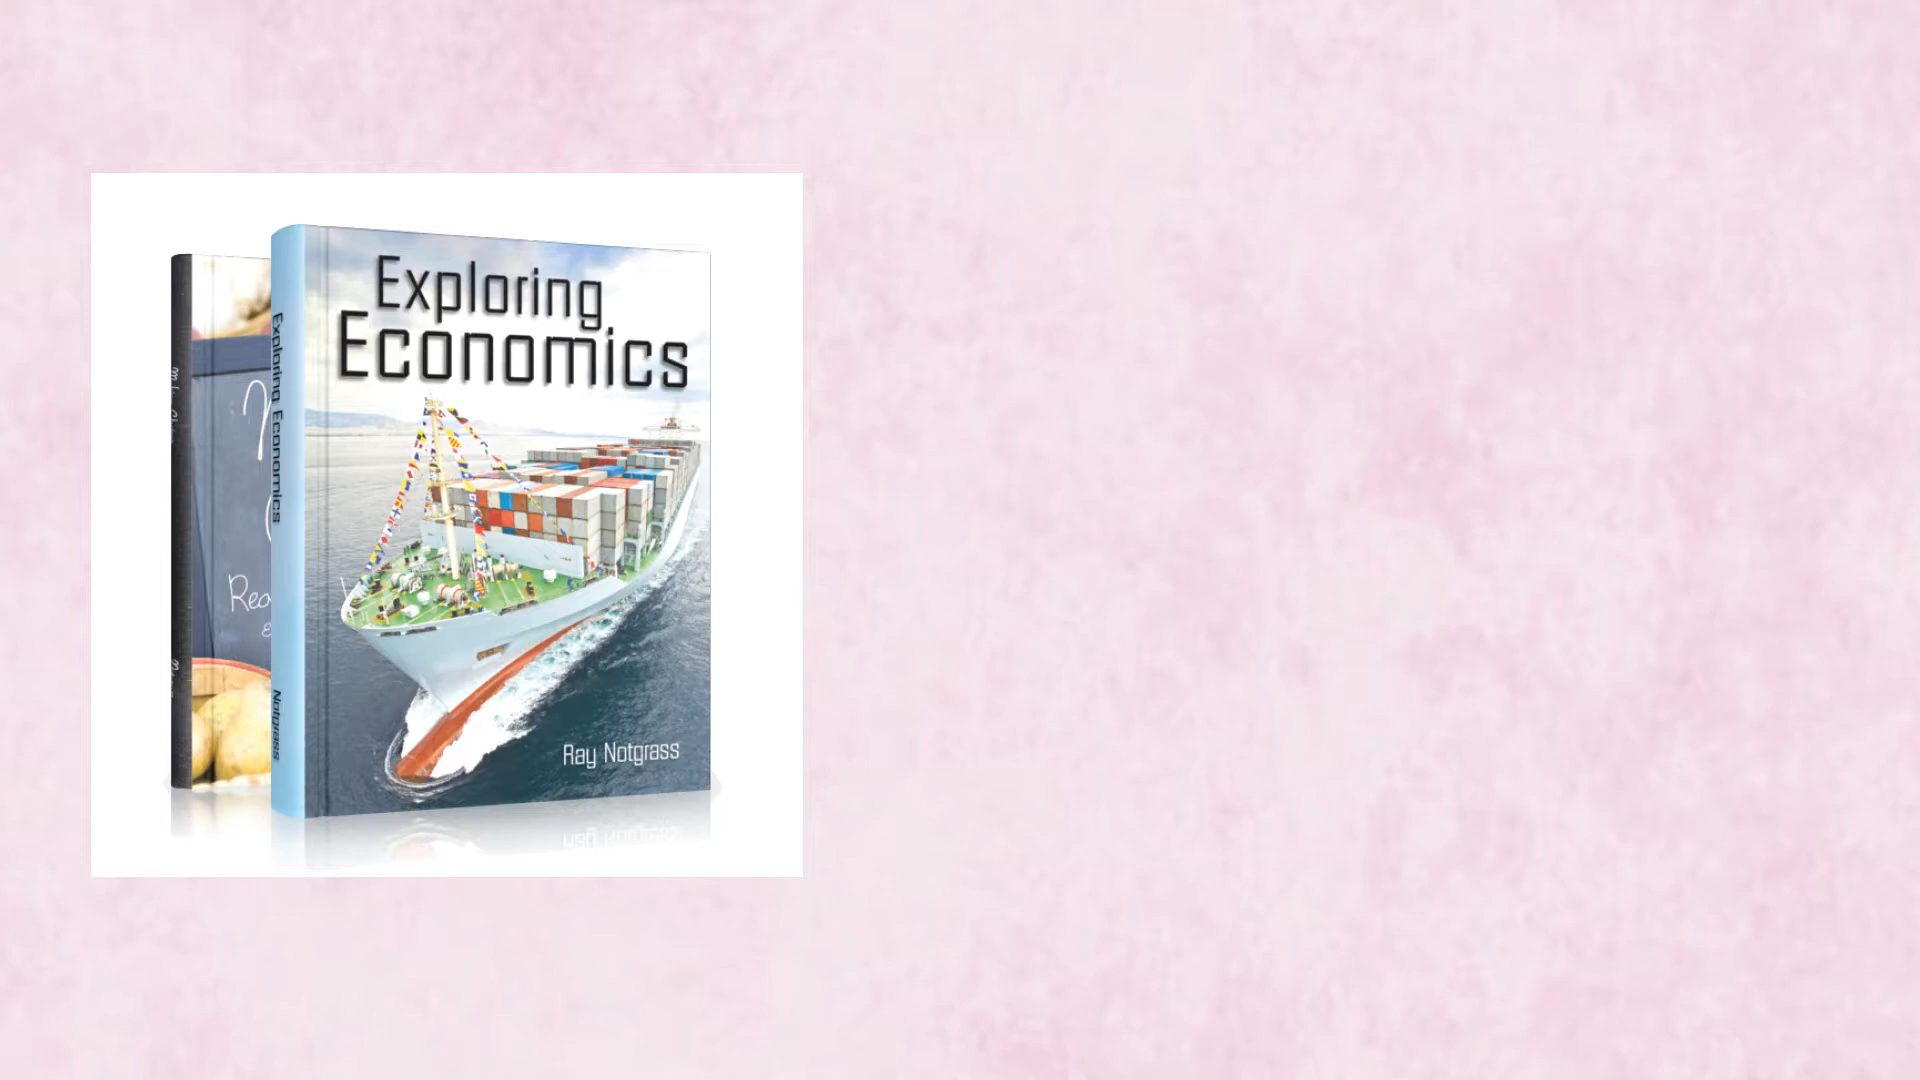 Exploring
Economics
Exploring Economics
Notgrass
Ray Notgrass